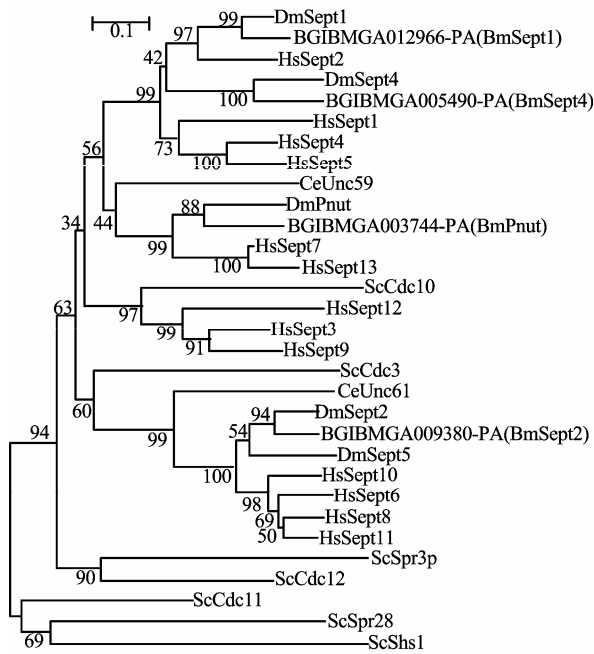 DmSept1
99
0.1
BGIBMGA012966-PA(BmSept1)
97
42
HsSept2
DmSept4
99
100
BGIBMGA005490-PA(BmSept4)
HsSept1
HsSept4
56
73
100
HsSept5
CeUnc59
88
DmPnut
34
44
BGIBMGA003744-PA(BmPnut)
99
HsSept7
100
HsSept13
ScCdc10
63
97
HsSept12
99
HsSept3
91
HsSept9
ScCdc3
CeUnc61
60
94
DmSept2
94
99
54
BGIBMGA009380-PA(BmSept2)
DmSept5
100
HsSept10
98
HsSept6
69
HsSept8
50
HsSept11
ScSpr3p
90
ScCdc12
ScCdc11
ScSpr28
69
ScShs1